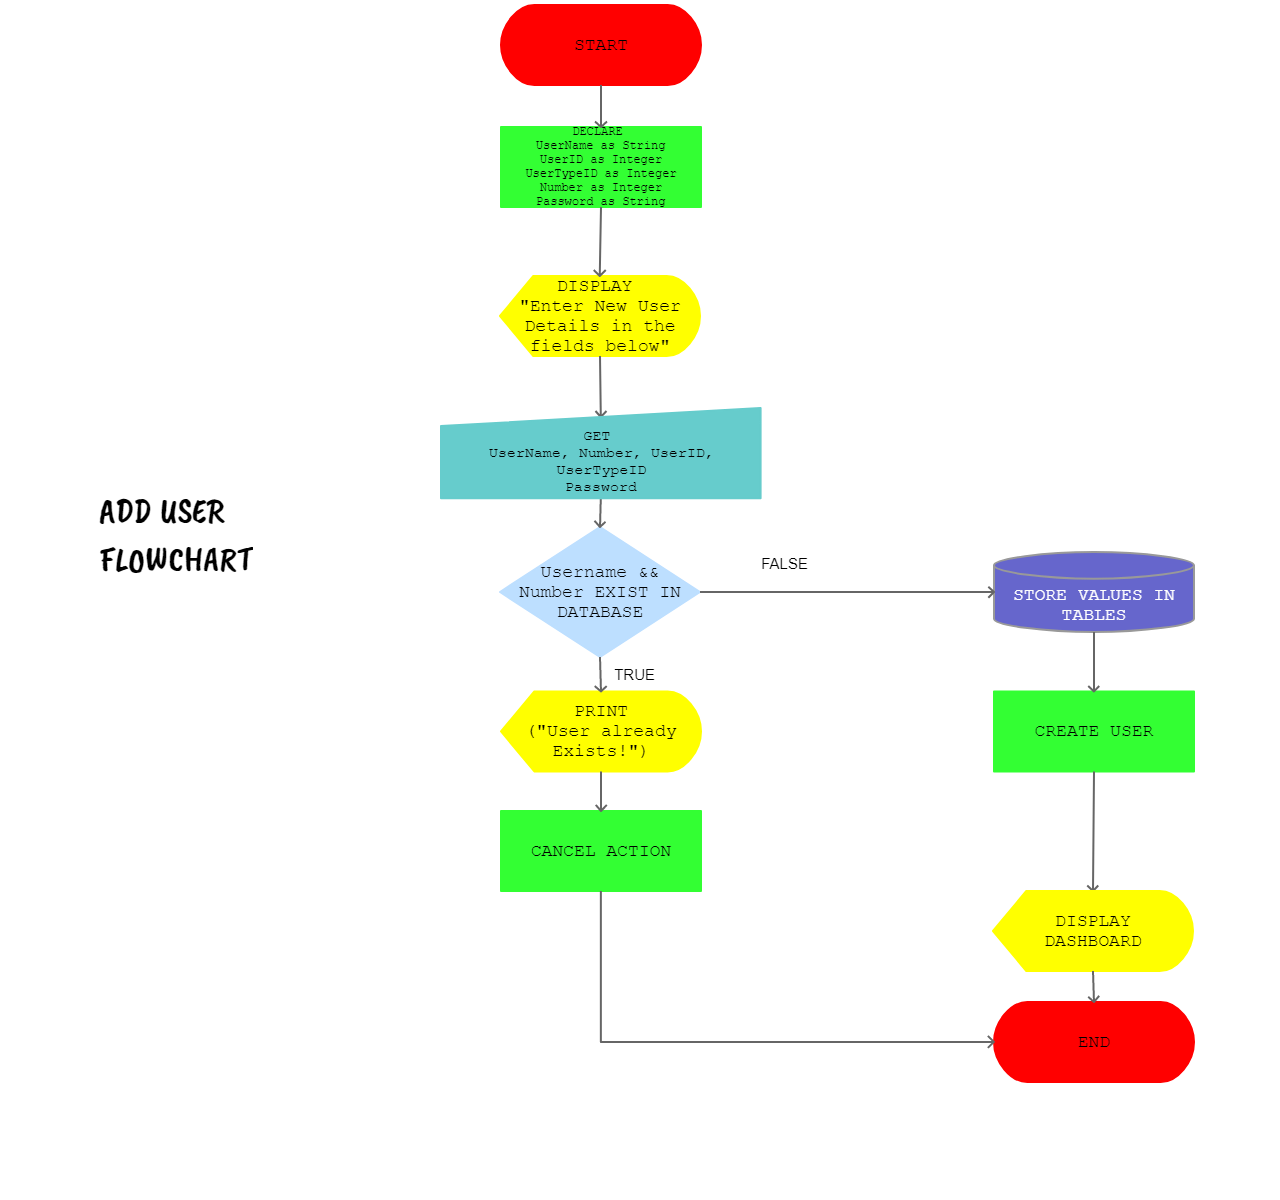 START
DECLARE
UserName as String
UserID as Integer
UserTypeID as Integer
Number as Integer
Password as String
DISPLAY
"Enter New User
Details in the
fields below"
GET
UserName, Number, UserID,
UserTypeID
Password
ADD USER
FLOWCHART
Username &&
Number EXIST IN
DATABASE
FALSE
STORE VALUES IN
TABLES
TRUE
PRINT
("User already
Exists!")
CREATE USER
CANCEL ACTION
DISPLAY
DASHBOARD
END